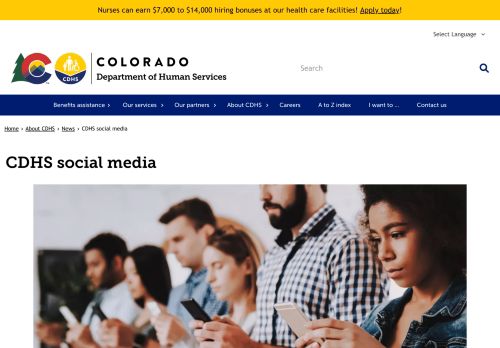 Nurses can earn $7,000 to $14,000 hiring bonuses at our health care facilities! Apply today!
Select Language
COLORADO
Department of Human Services
CDHS
Search
Benefits assistance › Our services › Our partners › About CDHS › Careers A to Z index I want to ... Contact us
Home › About CDHS › News › CDHS social media
CDHS social media